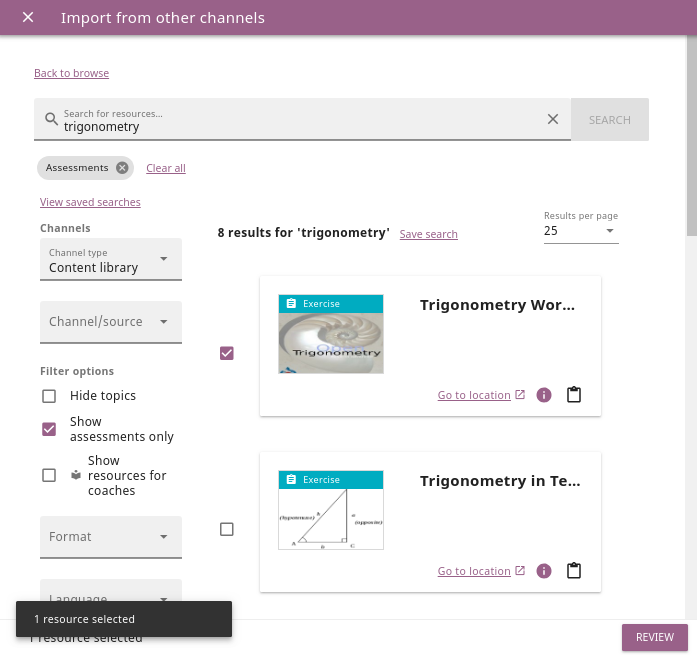 Import from other channels
Back to browse
Search for resources...
trigonometry
SEARCH
Assessments
Clear all
View saved searches
Channels
Channel type
Content library
Channel/source
Filter options
Hide topics
Show
assessments only
Show
resources for
coaches
Format
Language
8 results for 'trigonometry'
Save search
Results per page
25
Exercise
Trigonometry
Trigonometry Wor...
Go to location
Exercise
(hypotenuse)
h
a
(opposite)
A
b
C
Trigonometry in Te...
Go to location
1 resource selected
1 resource selected
REVIEW